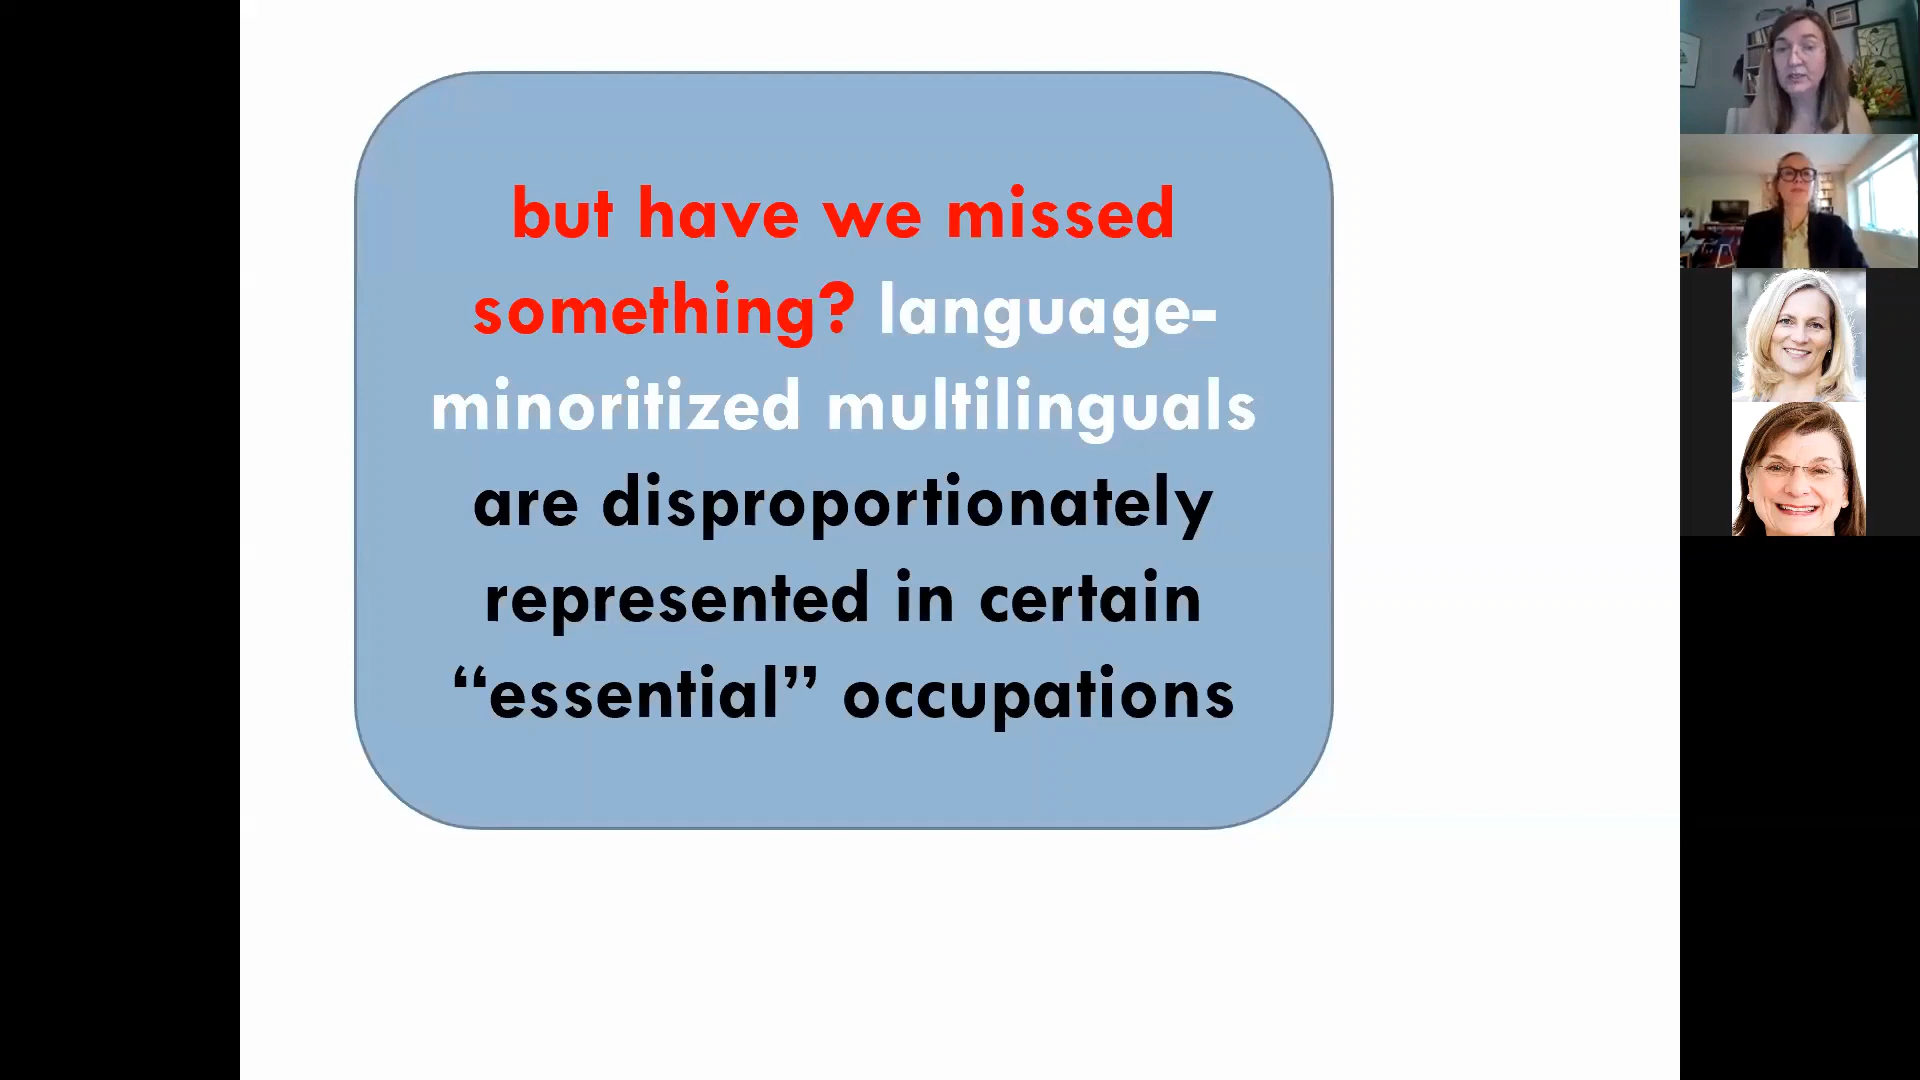 but have we missed
something? language-
minoritized multilinguals
are disproportionately
represented in certain
“essential” occupations